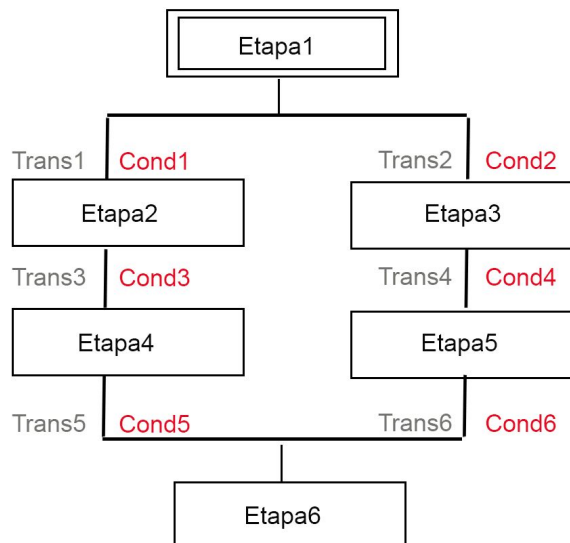 Etapa1
Trans1 Cond1 Trans2 Cond2
Etapa2 Etapa3
Trans3 Cond3 Trans4 Cond4
Etapa4 Etapa5
Trans5 Cond5 Trans6 Cond6
Etapa6